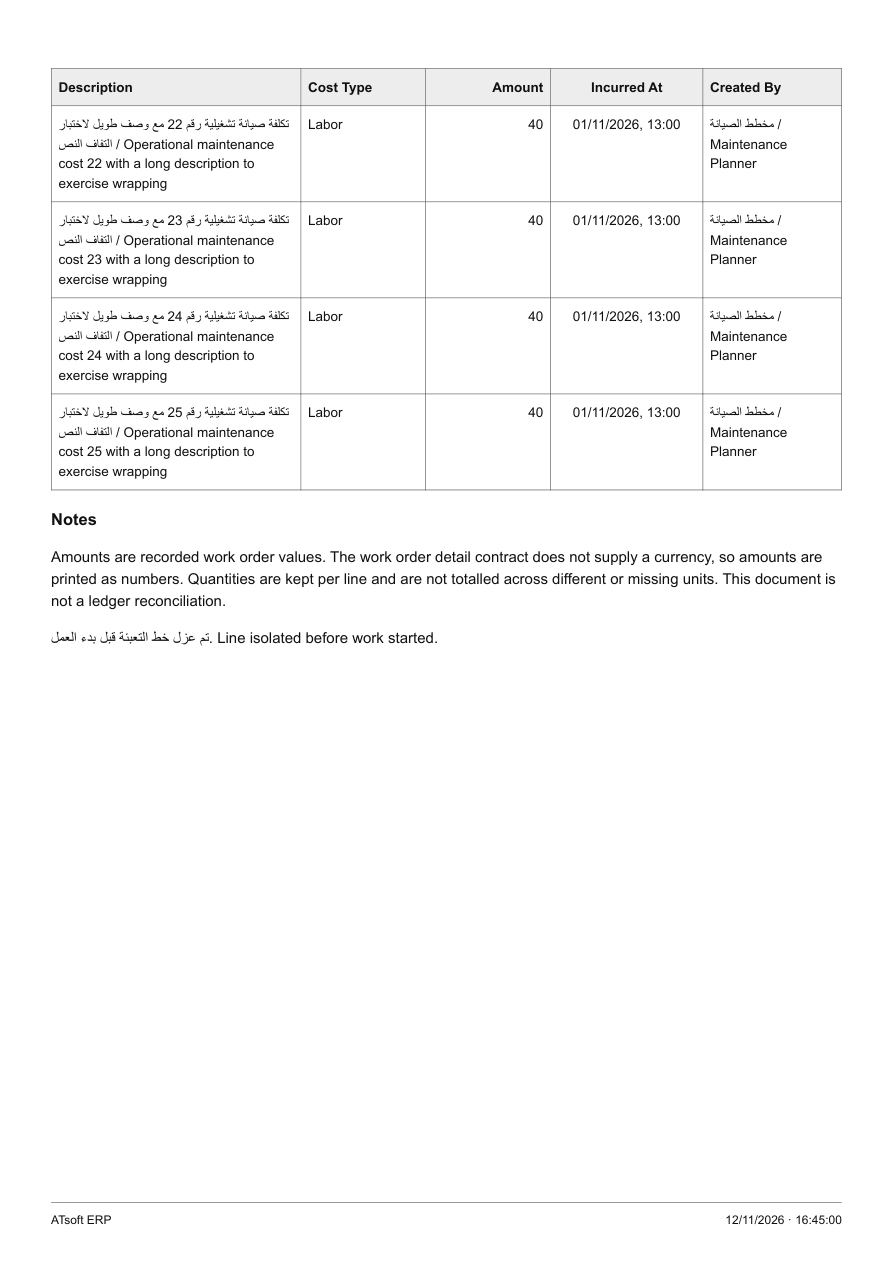 Description Cost Type Amount Incurred At Created By
تكلفة صيانة تشغيلية رقم 22 مع وصف طويل لاختبار Labor 40 01/11/2026, 13:00 مخطط الصيانة /
التفاف النص / Operational maintenance Maintenance
cost 22 with a long description to Planner
exercise wrapping
تكلفة صيانة تشغيلية رقم 23 مع وصف طويل لاختبار Labor 40 01/11/2026, 13:00 مخطط الصيانة /
التفاف النص / Operational maintenance Maintenance
cost 23 with a long description to Planner
exercise wrapping
تكلفة صيانة تشغيلية رقم 24 مع وصف طويل لاختبار Labor 40 01/11/2026, 13:00 مخطط الصيانة /
التفاف النص / Operational maintenance Maintenance
cost 24 with a long description to Planner
exercise wrapping
تكلفة صيانة تشغيلية رقم 25 مع وصف طويل لاختبار Labor 40 01/11/2026, 13:00 مخطط الصيانة /
التفاف النص / Operational maintenance Maintenance
cost 25 with a long description to Planner
exercise wrapping
Notes
Amounts are recorded work order values. The work order detail contract does not supply a currency, so amounts are
printed as numbers. Quantities are kept per line and are not totalled across different or missing units. This document is
not a ledger reconciliation.
تم عزل خط التعبئة قبل بدء العمل. Line isolated before work started.
ATsoft ERP 12/11/2026 · 16:45:00